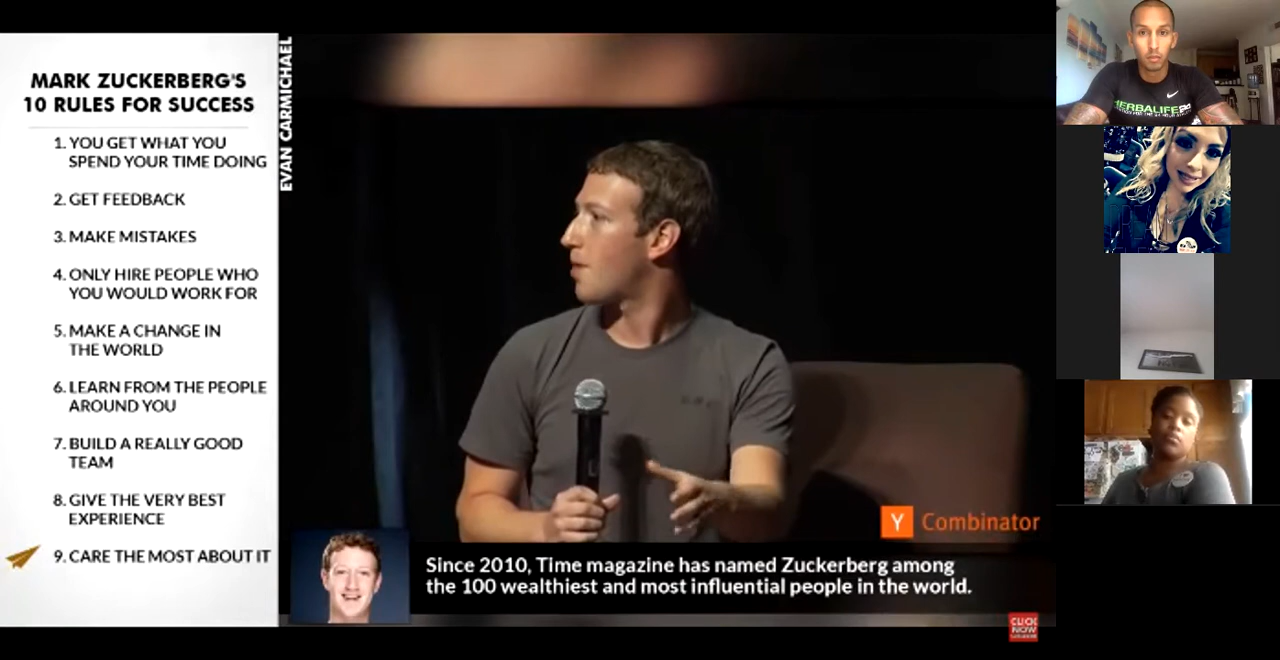 MARK ZUCKERBERG'S
10 RULES FOR SUCCESS
1. YOU GET WHAT YOU
SPEND YOUR TIME DOING
2. GET FEEDBACK
3. MAKE MISTAKES
4. ONLY HIRE PEOPLE WHO
YOU WOULD WORK FOR
5. MAKE A CHANGE IN
THE WORLD
6. LEARN FROM THE PEOPLE
AROUND YOU
7. BUILD A REALLY GOOD
TEAM
8. GIVE THE VERY BEST
EXPERIENCE
9. CARE THE MOST ABOUT IT
EVAN CARMICHAEL
Y Combinator
Since 2010, Time magazine has named Zuckerberg among
the 100 wealthiest and most influential people in the world.
CLICK
NOW
HERBALIFE24